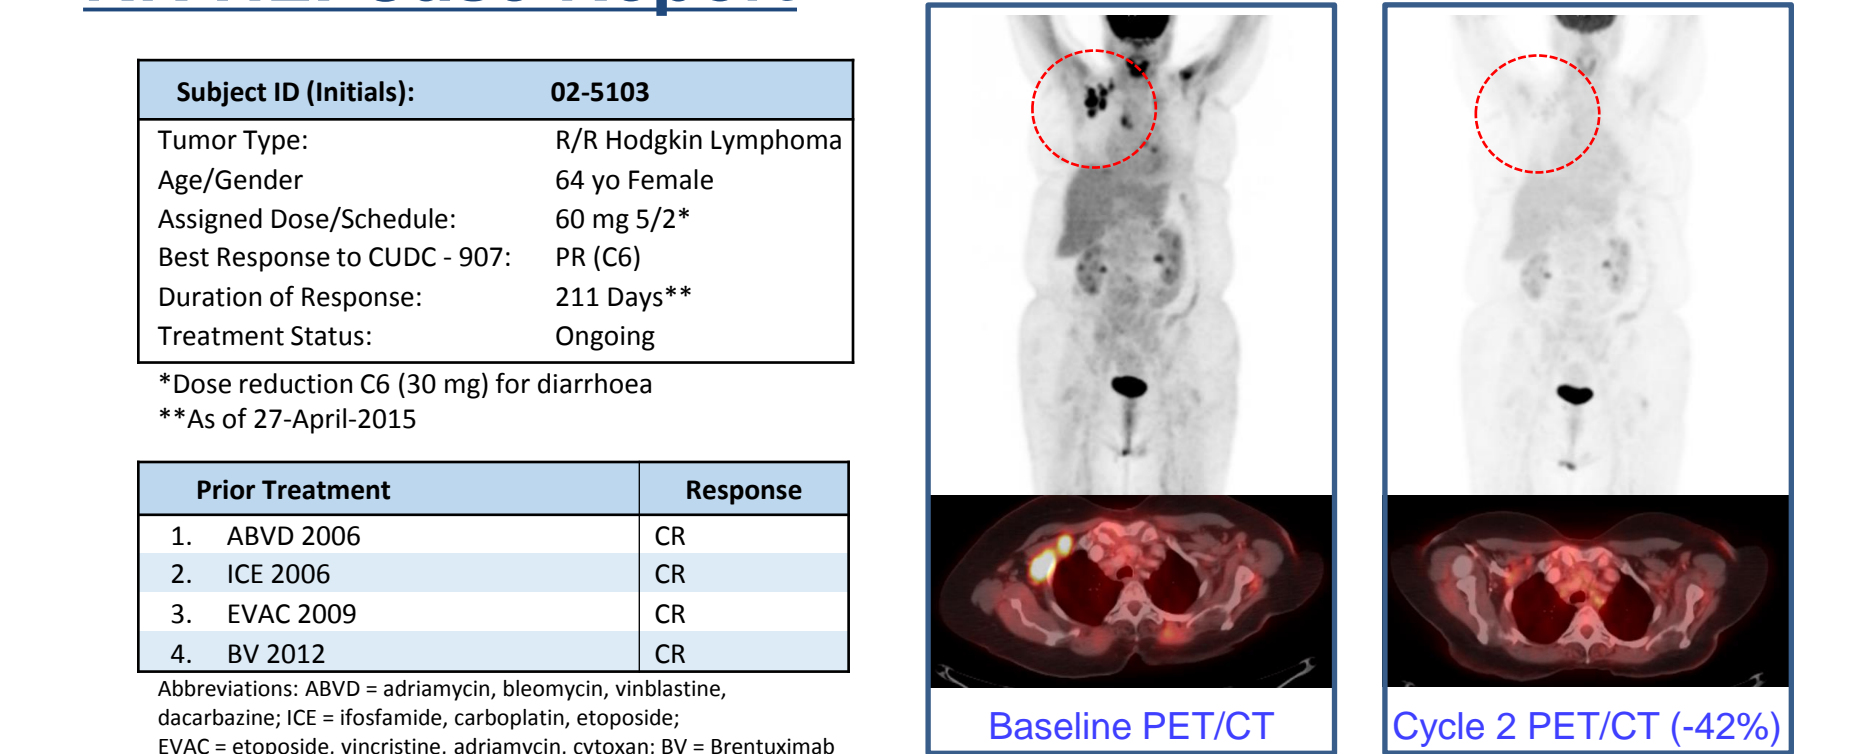 Case Report
Subject ID (Initials): 02-5103
Tumor Type: R/R Hodgkin Lymphoma
Age/Gender 64 yo Female
Assigned Dose/Schedule: 60 mg 5/2*
Best Response to CUDC - 907: PR (C6)
Duration of Response: 211 Days**
Treatment Status: Ongoing
*Dose reduction C6 (30 mg) for diarrhoea
**As of 27-April-2015
Prior Treatment Response
1. ABVD 2006 CR
2. ICE 2006 CR
3. EVAC 2009 CR
4. BV 2012 CR
Abbreviations: ABVD = adriamycin, bleomycin, vinblastine,
dacarbazine; ICE = ifosfamide, carboplatin, etoposide;
EVAC = etoposide, vincristine, adriamycin, cytoxan; BV = Brentuximab
Baseline PET/CT
Cycle 2 PET/CT (-42%)